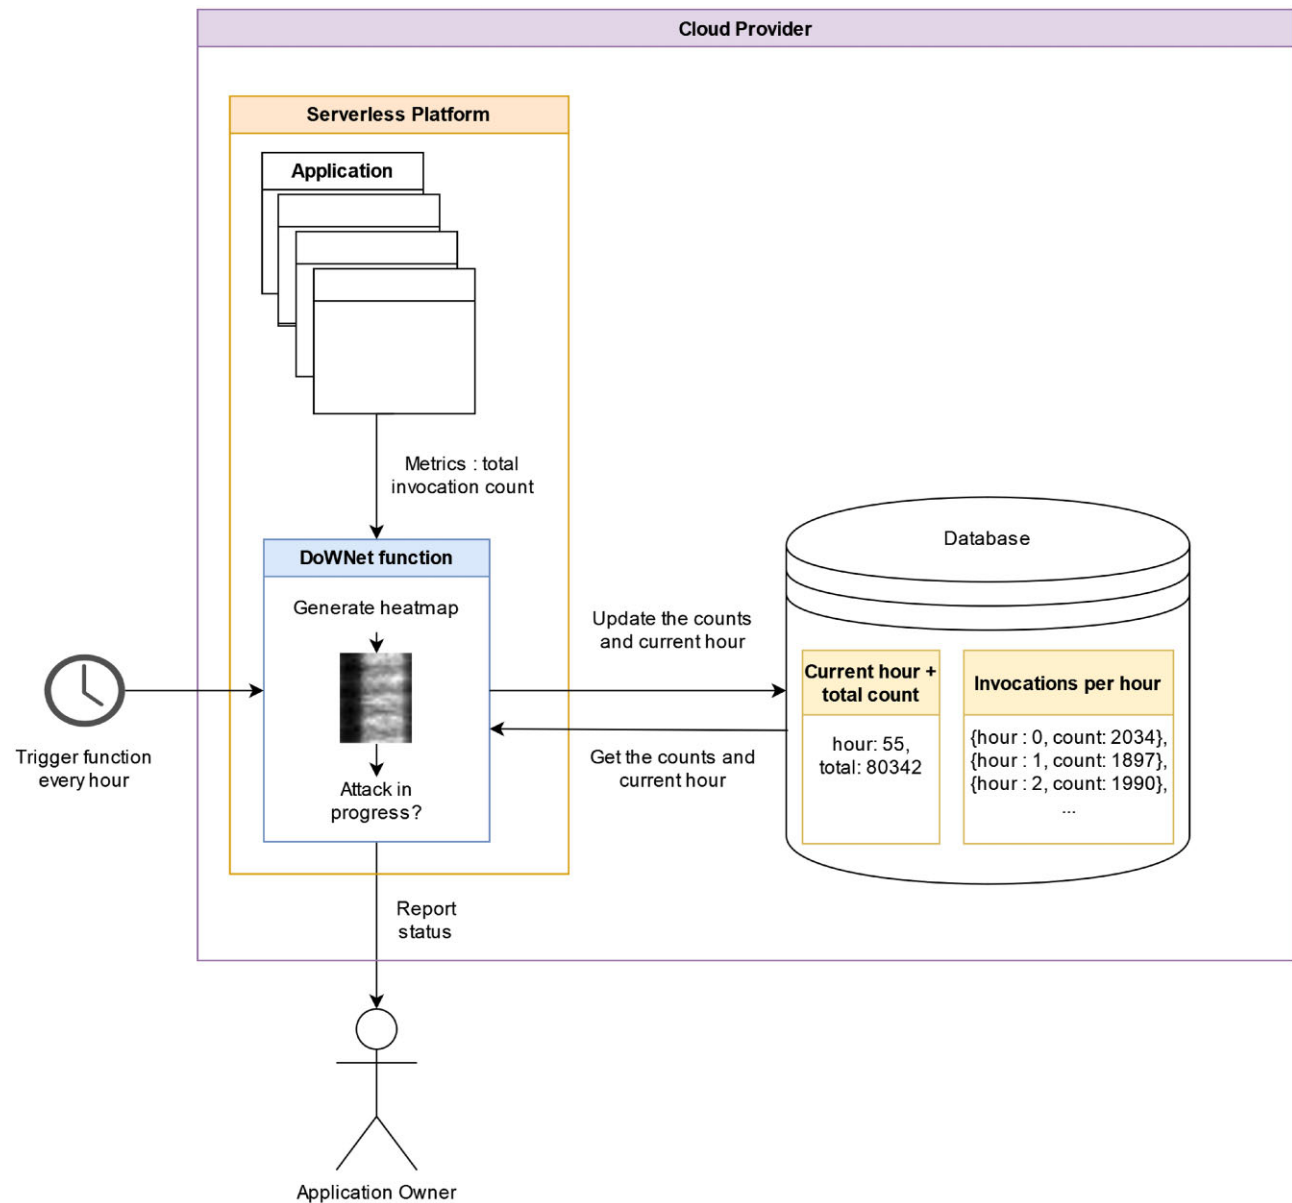 Cloud Provider
Serverless Platform
Application
Metrics : total
invocation count
DoWNet function
Generate heatmap
Attack in
progress?
Trigger function
every hour
Update the counts
and current hour
Get the counts and
current hour
Database
Current hour +
total count
hour: 55,
total: 80342
Invocations per hour
{hour : 0, count: 2034},
{hour : 1, count: 1897},
{hour : 2, count: 1990},
...
Report
status
Application Owner